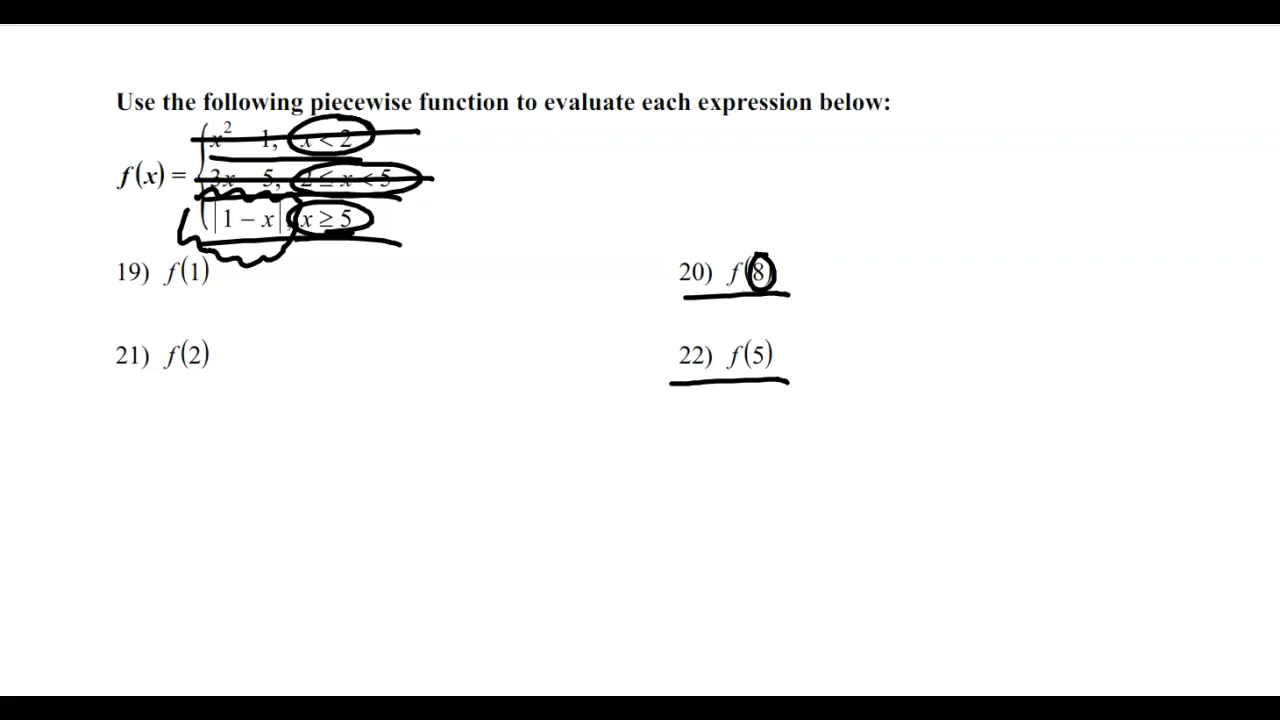 Use the following piecewise function to evaluate each expression below:
x² 1, x < 2
f(x) = 3x 5, 2 ≤ x < 5
|1 − x|, x ≥ 5
19) f(1) 20) f(8)
21) f(2) 22) f(5)